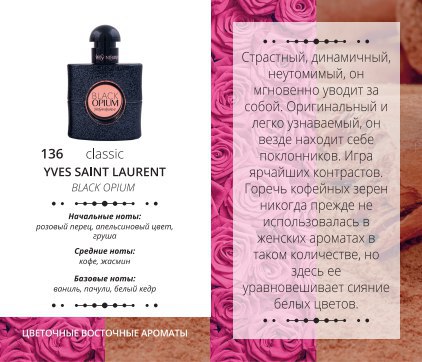 BLACK
OPIUM
136 classic
YVES SAINT LAURENT
BLACK OPIUM
Начальные ноты:
розовый перец, апельсиновый цвет,
груша
Средние ноты:
кофе, жасмин
Базовые ноты:
ваниль, пачули, белый кедр
ЦВЕТОЧНЫЕ ВОСТОЧНЫЕ АРОМАТЫ
Страстный, динамичный,
неутомимый, он
мгновенно уводит за
собой. Оригинальный и
легко узнаваемый, он
везде находит себе
поклонников. Игра
ярчайших контрастов.
Горечь кофейных зерен
никогда прежде не
использовалась в
женских ароматах в
таком количестве, но
здесь ее
уравновешивает сияние
белых цветов.